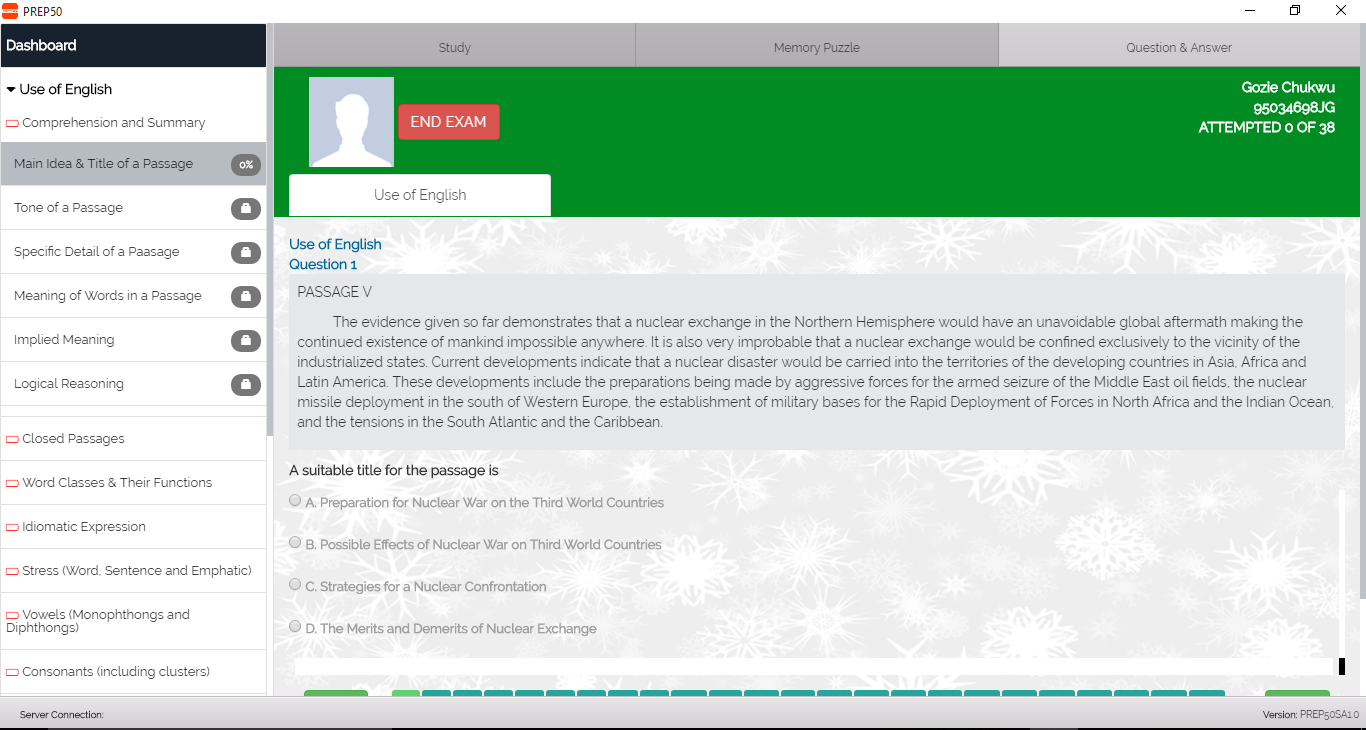 PREP50
Dashboard
Study
Memory Puzzle
Question & Answer
Use of English
Comprehension and Summary
Main Idea & Title of a Passage
0%
Tone of a Passage
Specific Detail of a Paasage
Meaning of Words in a Passage
Implied Meaning
Logical Reasoning
Closed Passages
Word Classes & Their Functions
Idiomatic Expression
Stress (Word, Sentence and Emphatic)
Vowels (Monophthongs and
Diphthongs)
Consonants (including clusters)
END EXAM
Gozie Chukwu
95034698JG
ATTEMPTED 0 OF 38
Use of English
Use of English
Question 1
PASSAGE V
The evidence given so far demonstrates that a nuclear exchange in the Northern Hemisphere would have an unavoidable global aftermath making the
continued existence of mankind impossible anywhere. It is also very improbable that a nuclear exchange would be confined exclusively to the vicinity of the
industrialized states. Current developments indicate that a nuclear disaster would be carried into the territories of the developing countries in Asia, Africa and
Latin America. These developments include the preparations being made by aggressive forces for the armed seizure of the Middle East oil fields, the nuclear
missile deployment in the south of Western Europe, the establishment of military bases for the Rapid Deployment of Forces in North Africa and the Indian Ocean,
and the tensions in the South Atlantic and the Caribbean.
A suitable title for the passage is
A. Preparation for Nuclear War on the Third World Countries
B. Possible Effects of Nuclear War on Third World Countries
C. Strategies for a Nuclear Confrontation
D. The Merits and Demerits of Nuclear Exchange
Server Connection:
Version: PREP50SA1.0